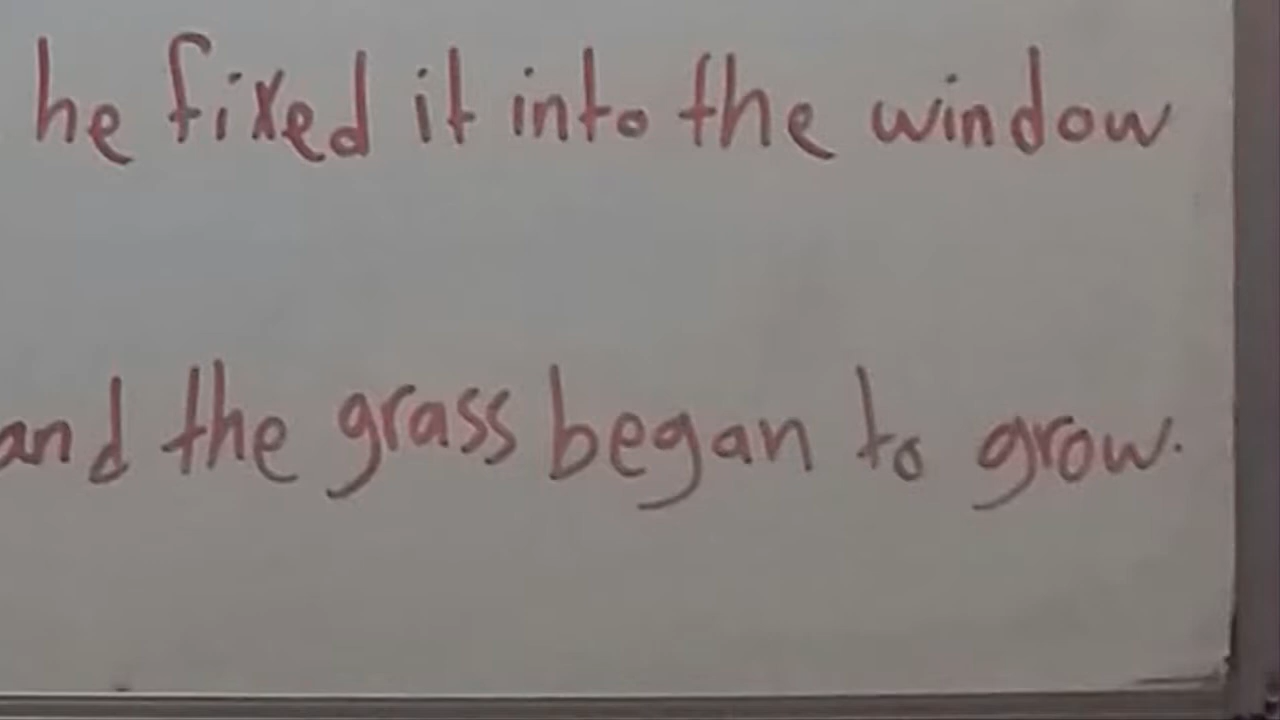 he fixed it into the window
and the grass began to grow.